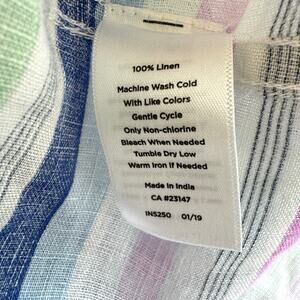 100% Linen
Machine Wash Cold
With Like Colors
Gentle Cycle
Only Non-chlorine
Bleach When Needed
Tumble Dry Low
Warm Iron if Needed
Made in India
CA #23147
INS250 01/19